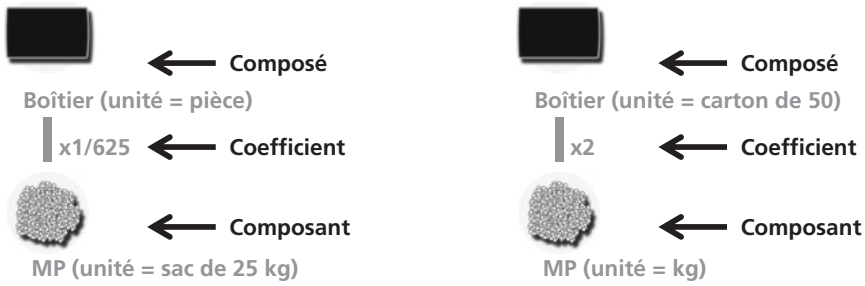 Composé
Boîtier (unité = pièce)
x1/625
Coefficient
Composant
MP (unité = sac de 25 kg)
Composé
Boîtier (unité = carton de 50)
x2
Coefficient
Composant
MP (unité = kg)